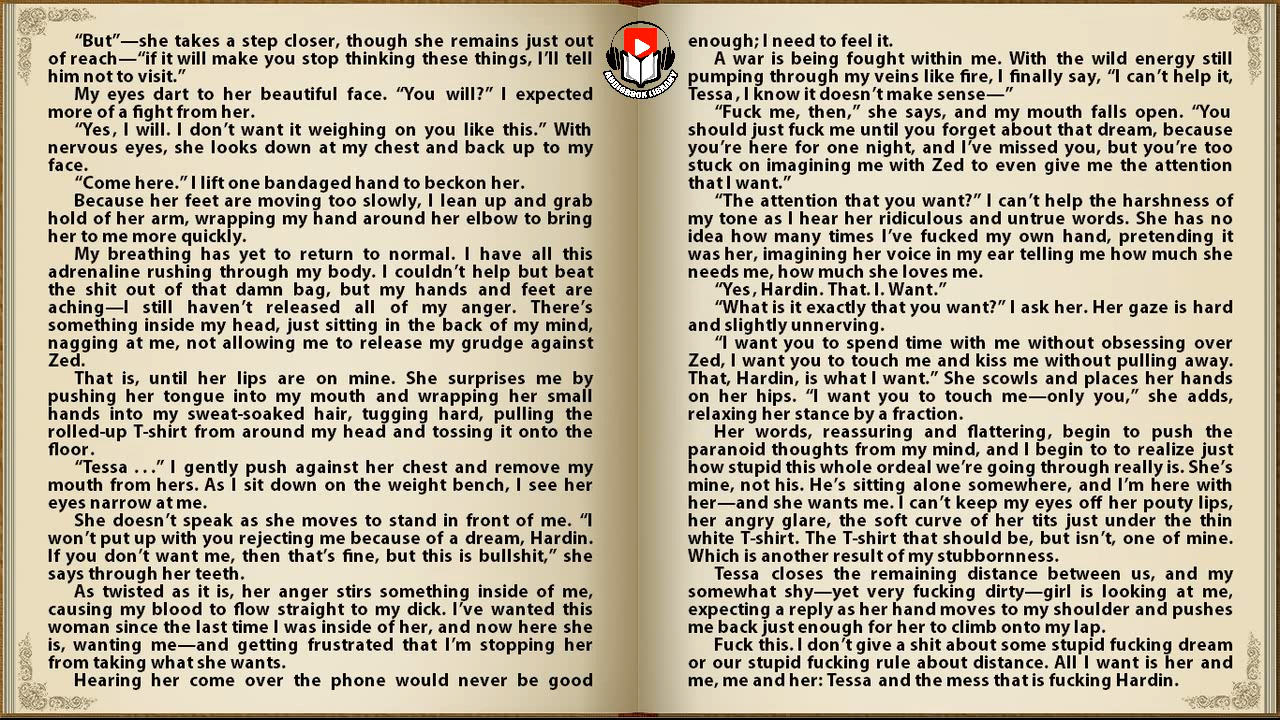 “But”—she takes a step closer, though she remains just out
of reach—“if it will make you stop thinking these things, I’ll tell
him not to visit.”
My eyes dart to her beautiful face. “You will?” I expected
more of a fight from her.
“Yes, I will. I don’t want it weighing on you like this.” With
nervous eyes, she looks down at my chest and back up to my
face.
“Come here.” I lift one bandaged hand to beckon her.
Because her feet are moving too slowly, I lean up and grab
hold of her arm, wrapping my hand around her elbow to bring
her to me more quickly.
My breathing has yet to return to normal. I have all this
adrenaline rushing through my body. I couldn’t help but beat
the shit out of that damn bag, but my hands and feet are
aching—I still haven’t released all of my anger. There’s
something inside my head, just sitting in the back of my mind,
nagging at me, not allowing me to release my grudge against
Zed.
That is, until her lips are on mine. She surprises me by
pushing her tongue into my mouth and wrapping her small
hands into my sweat-soaked hair, tugging hard, pulling the
rolled-up T-shirt from around my head and tossing it onto the
floor.
“Tessa . . .” I gently push against her chest and remove my
mouth from hers. As I sit down on the weight bench, I see her
eyes narrow at me.
She doesn’t speak as she moves to stand in front of me. “I
won’t put up with you rejecting me because of a dream, Hardin.
If you don’t want me, then that’s fine, but this is bullshit,” she
says through her teeth.
As twisted as it is, her anger stirs something inside of me,
causing my blood to flow straight to my dick. I’ve wanted this
woman since the last time I was inside of her, and now here she
is, wanting me—and getting frustrated that I’m stopping her
from taking what she wants.
Hearing her come over the phone would never be good
enough; I need to feel it.
A war is being fought within me. With the wild energy still
pumping through my veins like fire, I finally say, “I can’t help it,
Tessa, I know it doesn’t make sense—”
“Fuck me, then,” she says, and my mouth falls open. “You
should just fuck me until you forget about that dream, because
you’re here for one night, and I’ve missed you, but you’re too
stuck on imagining me with Zed to even give me the attention
that I want.”
“The attention that you want?” I can’t help the harshness of
my tone as I hear her ridiculous and untrue words. She has no
idea how many times I’ve fucked my own hand, pretending it
was her, imagining her voice in my ear telling me how much she
needs me, how much she loves me.
“Yes, Hardin. That. I. Want.”
“What is it exactly that you want?” I ask her. Her gaze is hard
and slightly unnerving.
“I want you to spend time with me without obsessing over
Zed, I want you to touch me and kiss me without pulling away.
That, Hardin, is what I want.” She scowls and places her hands
on her hips. “I want you to touch me—only you,” she adds,
relaxing her stance by a fraction.
Her words, reassuring and flattering, begin to push the
paranoid thoughts from my mind, and I begin to to realize just
how stupid this whole ordeal we’re going through really is. She’s
mine, not his. He’s sitting alone somewhere, and I’m here with
her—and she wants me. I can’t keep my eyes off her pouty lips,
her angry glare, the soft curve of her tits just under the thin
white T-shirt. The T-shirt that should be, but isn’t, one of mine.
Which is another result of my stubbornness.
Tessa closes the remaining distance between us, and my
somewhat shy—yet very fucking dirty—girl is looking at me,
expecting a reply as her hand moves to my shoulder and pushes
me back just enough for her to climb onto my lap.
Fuck this. I don’t give a shit about some stupid fucking dream
or our stupid fucking rule about distance. All I want is her and
me, me and her: Tessa and the mess that is fucking Hardin.
AUDIOBOOK LIBRARY